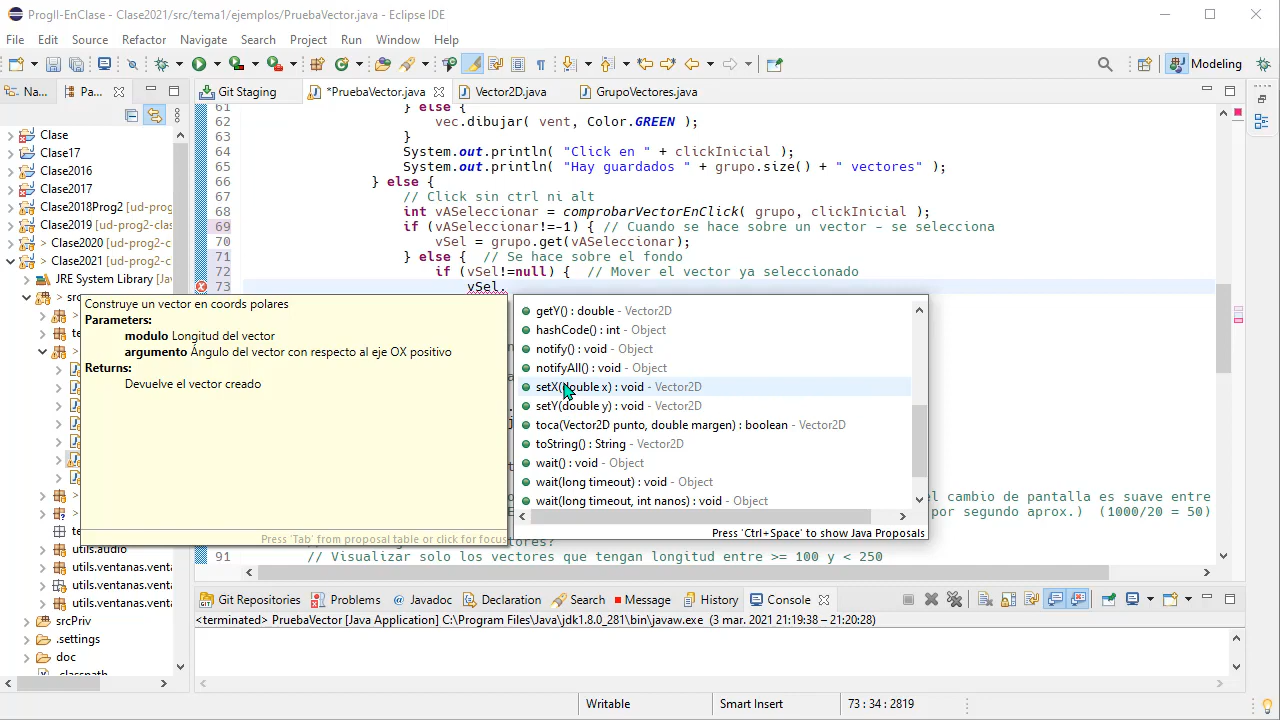 ProgII-EnClase - Clase2021/src/tema1/ejemplos/PruebaVector.java - Eclipse IDE
File Edit Source Refactor Navigate Search Project Run Window Help
Modeling
Na... Pa... Git Staging *PruebaVector.java Vector2D.java GrupoVectores.java
Clase
Clase17
Clase2016
Clase2017
Clase2018Prog2 [ud-prog2-
Clase2019 [ud-prog2-clas
> Clase2020 [ud-prog2-c
> Clase2021 [ud-prog2-c
JRE System Library [
> src
utils.audio
utils.ventanas.venta
utils.ventanas.venta
utils.ventanas.venta
srcPriv
.settings
doc
.classpath
61 } else {
62 vec.dibujar( vent, Color.GREEN );
63 }
64 System.out.println( "Click en " + clickInicial );
65 System.out.println( "Hay guardados " + grupo.size() + " vectores" );
66 } else {
67 // Click sin ctrl ni alt
68 int vASeleccionar = comprobarVectorEnClick( grupo, clickInicial );
69 if (vASeleccionar!=-1) { // Cuando se hace sobre un vector - se selecciona
70 vSel = grupo.get(vASeleccionar);
71 } else { // Se hace sobre el fondo
72 if (vSel!=null) { // Mover el vector ya seleccionado
73 vSel.
Construye un vector en coords polares
Parameters:
modulo Longitud del vector
argumento Ángulo del vector con respecto al eje OX positivo
Returns:
Devuelve el vector creado
Press 'Tab' from proposal table or click for focus
getY() : double - Vector2D
hashCode() : int - Object
notify() : void - Object
notifyAll() : void - Object
setX(double x) : void - Vector2D
setY(double y) : void - Vector2D
toca(Vector2D punto, double margen) : boolean - Vector2D
toString() : String - Vector2D
wait() : void - Object
wait(long timeout) : void - Object
wait(long timeout, int nanos) : void - Object
Press 'Ctrl+Space' to show Java Proposals
el cambio de pantalla es suave entre
por segundo aprox.) (1000/20 = 50)
91 // Visualizar solo los vectores que tengan longitud entre >= 100 y < 250
Git Repositories Problems Javadoc Declaration Search Message History Console
<terminated> PruebaVector [Java Application] C:\Program Files\Java\jdk1.8.0_281\bin\javaw.exe (3 mar. 2021 21:19:38 – 21:20:28)
Writable Smart Insert 73 : 34 : 2819